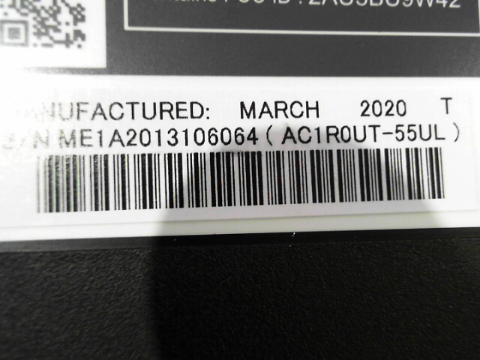 MANUFACTURED: MARCH 2020 T
S/N ME1A2013106064 ( AC1R0UT-55UL )